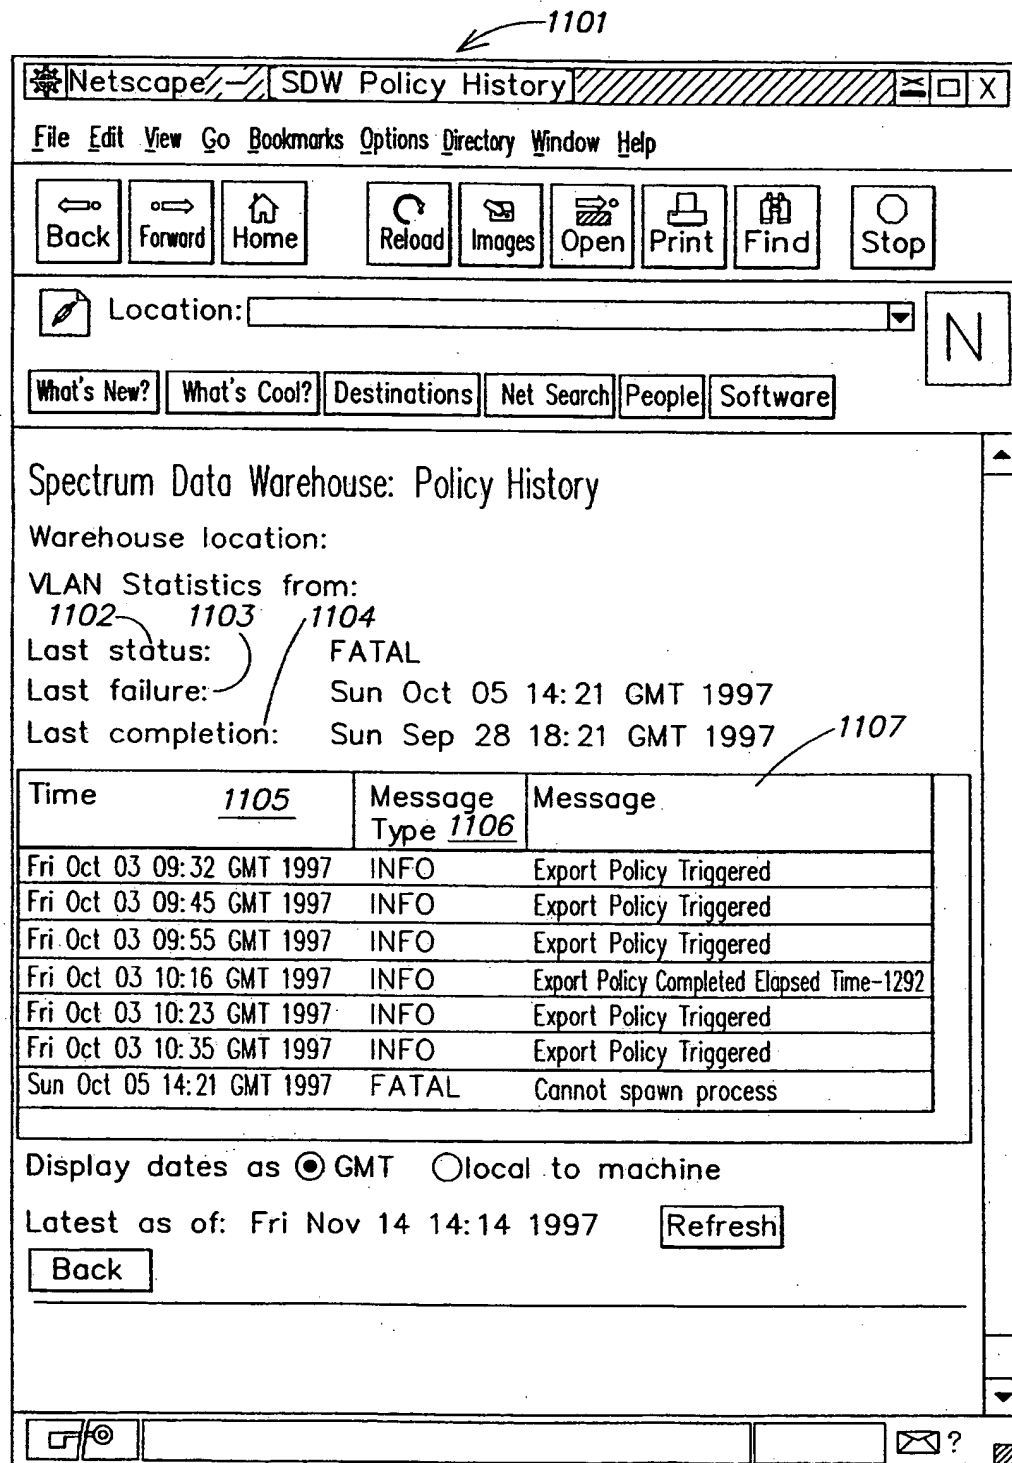 1101
Netscape - SDW Policy History X
File Edit View Go Bookmarks Options Directory Window Help
Back Forward Home Reload Images Open Print Find Stop
Location: N
What's New? What's Cool? Destinations Net Search People Software
Spectrum Data Warehouse: Policy History
Warehouse location:
VLAN Statistics from:
1102 1103 1104
Last status: FATAL
Last failure: Sun Oct 05 14:21 GMT 1997
Last completion: Sun Sep 28 18:21 GMT 1997
1107
Time 1105 Message Message
Type 1106
Fri Oct 03 09:32 GMT 1997 INFO Export Policy Triggered
Fri Oct 03 09:45 GMT 1997 INFO Export Policy Triggered
Fri Oct 03 09:55 GMT 1997 INFO Export Policy Triggered
Fri Oct 03 10:16 GMT 1997 INFO Export Policy Completed Elapsed Time-1292
Fri Oct 03 10:23 GMT 1997 INFO Export Policy Triggered
Fri Oct 03 10:35 GMT 1997 INFO Export Policy Triggered
Sun Oct 05 14:21 GMT 1997 FATAL Cannot spawn process
Display dates as GMT local to machine
Latest as of: Fri Nov 14 14:14 1997 Refresh
Back
?